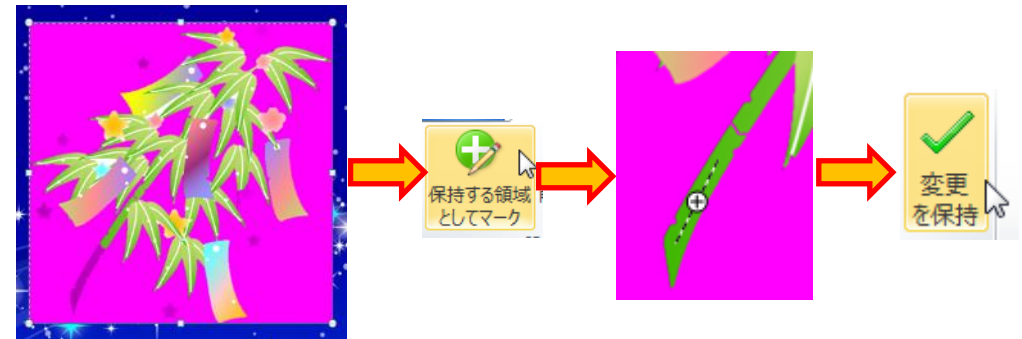 保持する領域
としてマーク
変更
を保持